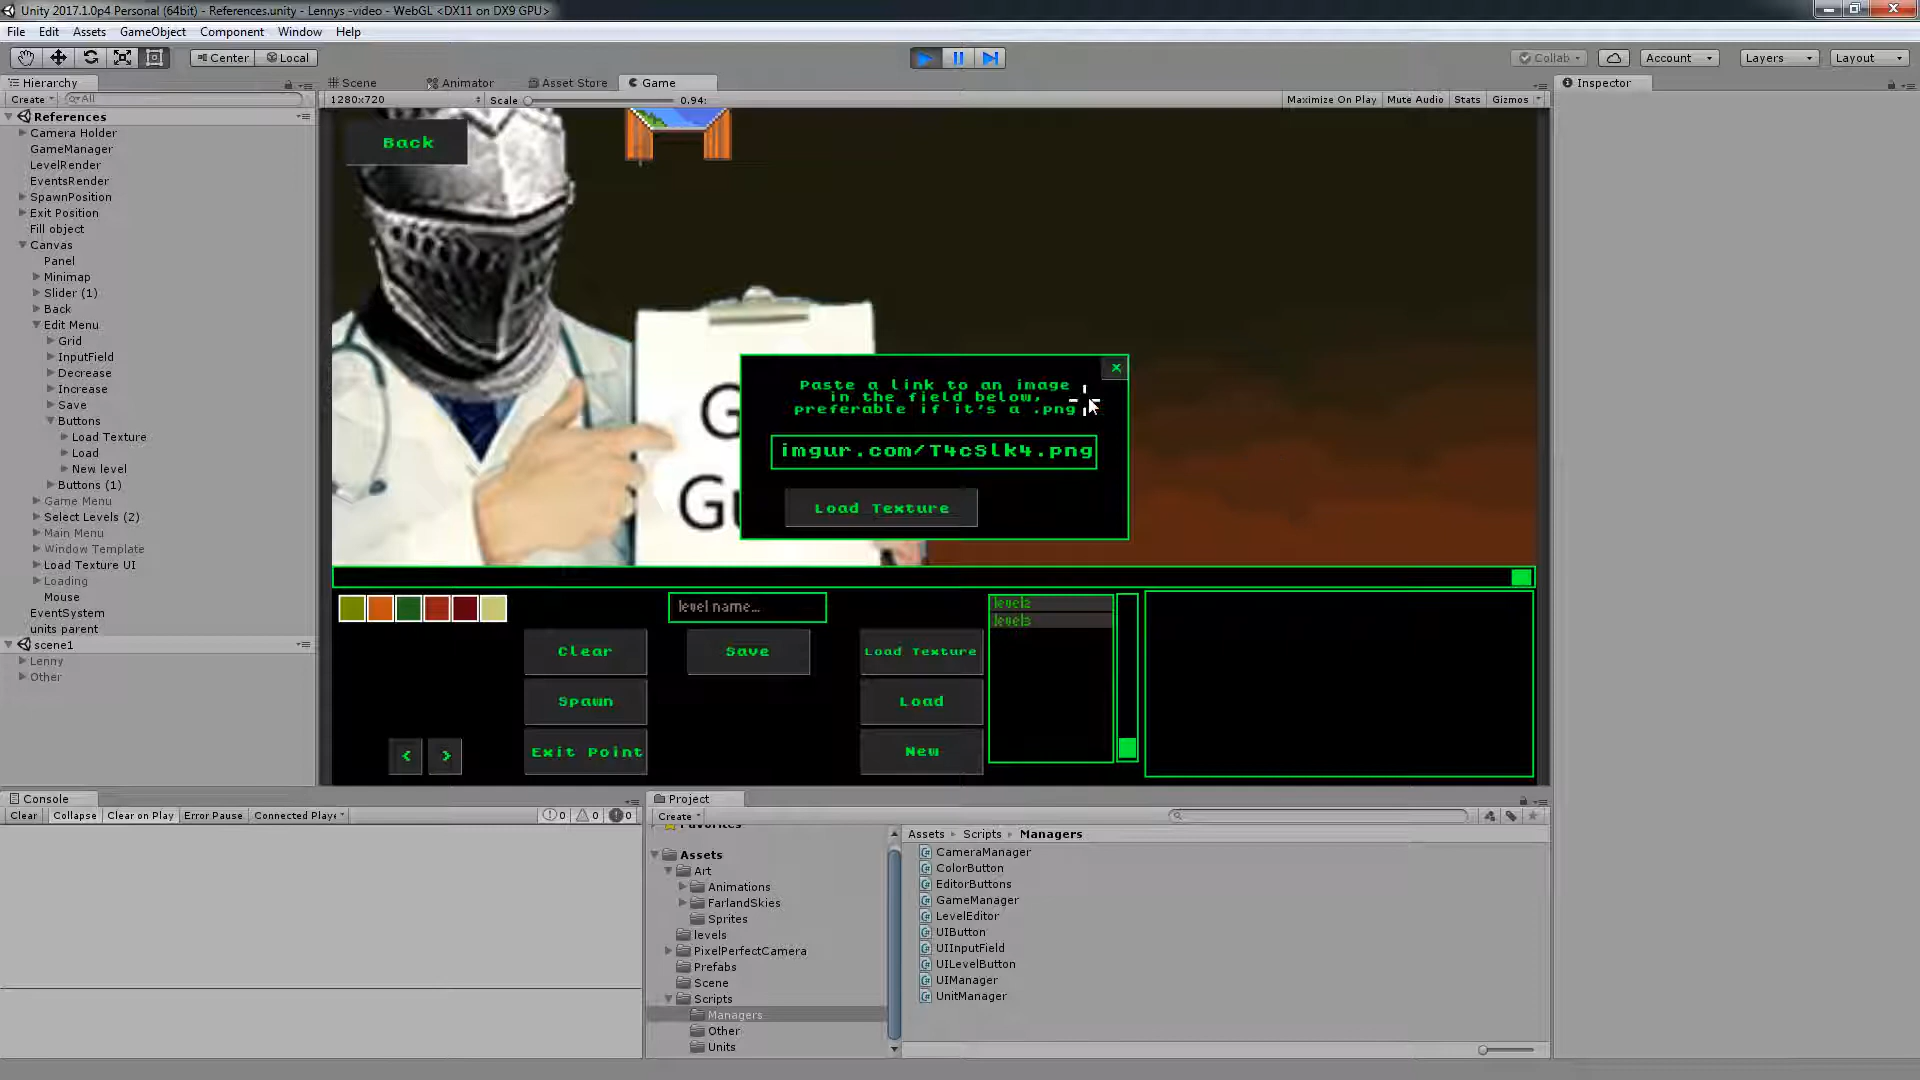 Unity 2017.1.0p4 Personal (64bit) - References.unity - Lennys -video - WebGL <DX11 on DX9 GPU>
File Edit Assets GameObject Component Window Help
Center Local Collab Account Layers Layout
Hierarchy Scene Animator Asset Store Game Inspector
Create All 1280x720 Scale 0.94: Maximize On Play Mute Audio Stats Gizmos
References
Camera Holder
GameManager
LevelRender
EventsRender
SpawnPosition
Exit Position
Fill object
Canvas
Panel
Minimap
Slider (1)
Back
Edit Menu
Grid
InputField
Decrease
Increase
Save
Buttons
Load Texture
Load
New level
Buttons (1)
Game Menu
Select Levels (2)
Main Menu
Window Template
Load Texture UI
Loading
Mouse
EventSystem
units parent
scene1
Lenny
Other
Back
Paste a link to an image
in the field below,
preferable if it's a .png
imgur.com/T4cSlk4.png
Load Texture
level name...
level2
level3
Clear Save Load Texture
Spawn Load
< > Exit Point New
Console
Clear Collapse Clear on Play Error Pause Connected Playe 0 0 0
Project
Create
Favorites
Assets
Art
Animations
FarlandSkies
Sprites
levels
PixelPerfectCamera
Prefabs
Scene
Scripts
Managers
Other
Units
Assets Scripts Managers
CameraManager
ColorButton
EditorButtons
GameManager
LevelEditor
UIButton
UIInputField
UILevelButton
UIManager
UnitManager